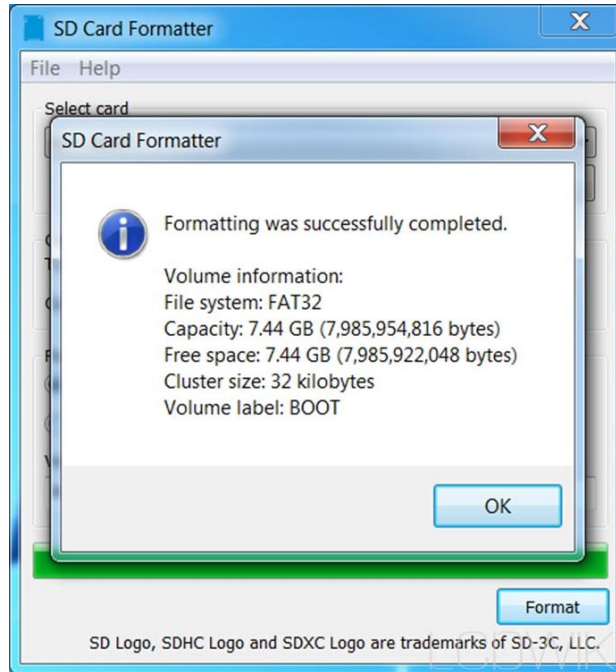 SD Card Formatter
File Help
Select card
SD Card Formatter
Formatting was successfully completed.
Volume information:
File system: FAT32
Capacity: 7.44 GB (7,985,954,816 bytes)
Free space: 7.44 GB (7,985,922,048 bytes)
Cluster size: 32 kilobytes
Volume label: BOOT
OK
Format
SD Logo, SDHC Logo and SDXC Logo are trademarks of SD-3C, LLC.